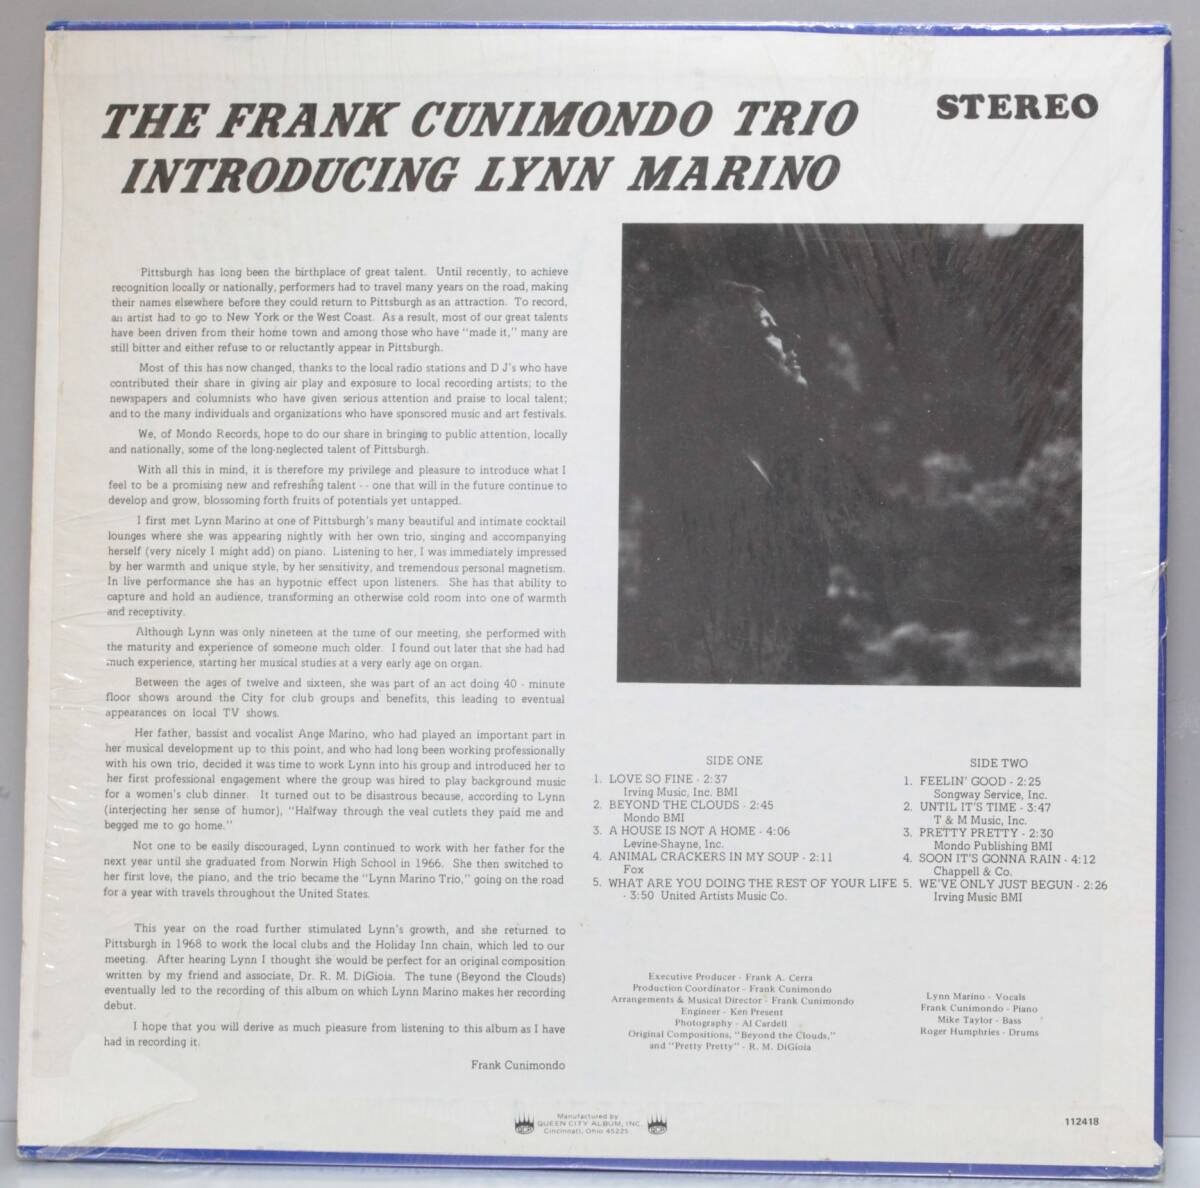 THE FRANK CUNIMONDO TRIO
INTRODUCING LYNN MARINO
STEREO
Pittsburgh has long been the birthplace of great talent. Until recently, to achieve
recognition locally or nationally, performers had to travel many years on the road, making
their names elsewhere before they could return to Pittsburgh as an attraction. To record,
an artist had to go to New York or the West Coast. As a result, most of our great talents
have been driven from their home town and among those who have "made it," many are
still bitter and either refuse to or reluctantly appear in Pittsburgh.
Most of this has now changed, thanks to the local radio stations and D J's who have
contributed their share in giving air play and exposure to local recording artists; to the
newspapers and columnists who have given serious attention and praise to local talent;
and to the many individuals and organizations who have sponsored music and art festivals.
We, of Mondo Records, hope to do our share in bringing to public attention, locally
and nationally, some of the long-neglected talent of Pittsburgh.
With all this in mind, it is therefore my privilege and pleasure to introduce what I
feel to be a promising new and refreshing talent - - one that will in the future continue to
develop and grow, blossoming forth fruits of potentials yet untapped.
I first met Lynn Marino at one of Pittsburgh's many beautiful and intimate cocktail
lounges where she was appearing nightly with her own trio, singing and accompanying
herself (very nicely I might add) on piano. Listening to her, I was immediately impressed
by her warmth and unique style, by her sensitivity, and tremendous personal magnetism.
In live performance she has an hypotnic effect upon listeners. She has that ability to
capture and hold an audience, transforming an otherwise cold room into one of warmth
and receptivity.
Although Lynn was only nineteen at the time of our meeting, she performed with
the maturity and experience of someone much older. I found out later that she had had
much experience, starting her musical studies at a very early age on organ.
Between the ages of twelve and sixteen, she was part of an act doing 40 - minute
floor shows around the City for club groups and benefits, this leading to eventual
appearances on local TV shows.
Her father, bassist and vocalist Ange Marino, who had played an important part in
her musical development up to this point, and who had long been working professionally
with his own trio, decided it was time to work Lynn into his group and introduced her to
her first professional engagement where the group was hired to play background music
for a women's club dinner. It turned out to be disastrous because, according to Lynn
(interjecting her sense of humor), "Halfway through the veal cutlets they paid me and
begged me to go home."
Not one to be easily discouraged, Lynn continued to work with her father for the
next year until she graduated from Norwin High School in 1966. She then switched to
her first love, the piano, and the trio became the "Lynn Marino Trio," going on the road
for a year with travels throughout the United States.
This year on the road further stimulated Lynn's growth, and she returned to
Pittsburgh in 1968 to work the local clubs and the Holiday Inn chain, which led to our
meeting. After hearing Lynn I thought she would be perfect for an original composition
written by my friend and associate, Dr. R. M. DiGioia. The tune (Beyond the Clouds)
eventually led to the recording of this album on which Lynn Marino makes her recording
debut.
I hope that you will derive as much pleasure from listening to this album as I have
had in recording it.
Frank Cunimondo
SIDE ONE
1. LOVE SO FINE - 2:37
Irving Music, Inc. BMI
2. BEYOND THE CLOUDS - 2:45
Mondo BMI
3. A HOUSE IS NOT A HOME - 4:06
Levine-Shayne, Inc.
4. ANIMAL CRACKERS IN MY SOUP - 2:11
Fox
5. WHAT ARE YOU DOING THE REST OF YOUR LIFE
- 3:50 United Artists Music Co.
SIDE TWO
1. FEELIN' GOOD - 2:25
Songway Service, Inc.
2. UNTIL IT'S TIME - 3:47
T & M Music, Inc.
3. PRETTY PRETTY - 2:30
Mondo Publishing BMI
4. SOON IT'S GONNA RAIN - 4:12
Chappell & Co.
5. WE'VE ONLY JUST BEGUN - 2:26
Irving Music BMI
Executive Producer - Frank A. Cerra
Production Coordinator - Frank Cunimondo
Arrangements & Musical Director - Frank Cunimondo
Engineer - Ken Present
Photography - Al Cardell
Original Compositions, "Beyond the Clouds,"
and "Pretty Pretty" - R. M. DiGioia
Lynn Marino - Vocals
Frank Cunimondo - Piano
Mike Taylor - Bass
Roger Humphries - Drums
Manufactured by
QUEEN CITY ALBUM, INC.
Cincinnati, Ohio 45225
112418